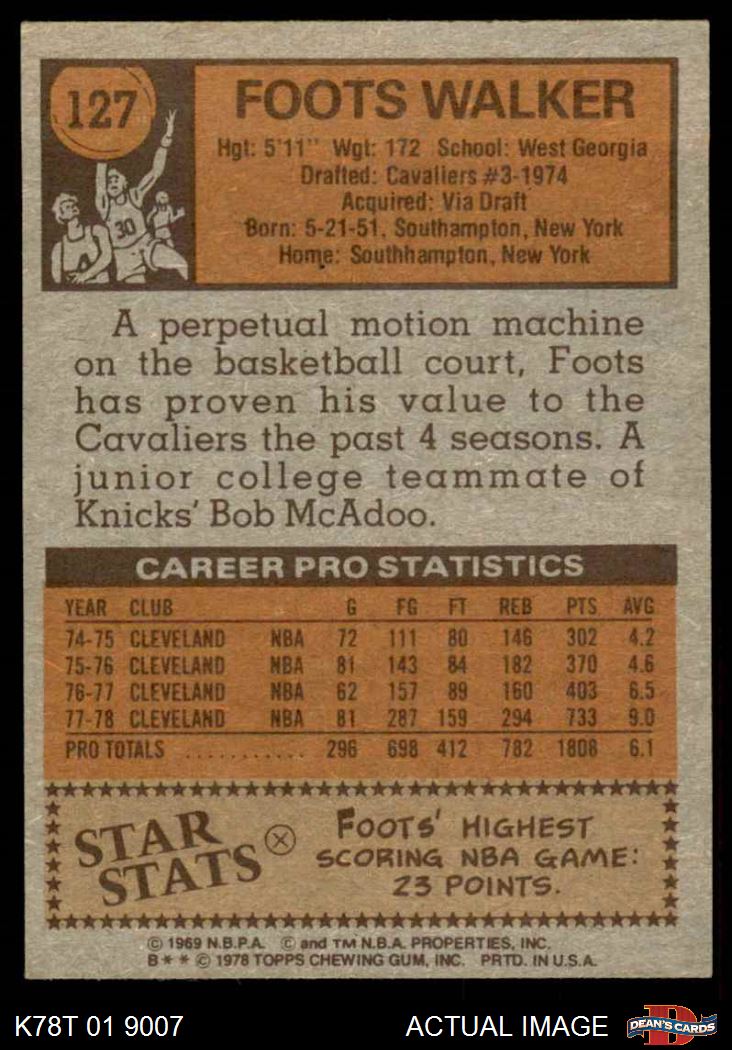 127
FOOTS WALKER
Hgt: 5'11" Wgt: 172 School: West Georgia
Drafted: Cavaliers #3-1974
Acquired: Via Draft
Born: 5-21-51, Southampton, New York
Home: Southhampton, New York
30
A perpetual motion machine
on the basketball court, Foots
has proven his value to the
Cavaliers the past 4 seasons. A
junior college teammate of
Knicks' Bob McAdoo.
CAREER PRO STATISTICS
YEAR CLUB G FG FT REB PTS AVG
74-75 CLEVELAND NBA 72 111 80 146 302 4.2
75-76 CLEVELAND NBA 81 143 84 182 370 4.6
76-77 CLEVELAND NBA 62 157 89 160 403 6.5
77-78 CLEVELAND NBA 81 287 159 294 733 9.0
PRO TOTALS ........... 296 698 412 782 1808 6.1
STAR STATS
FOOTS' HIGHEST
SCORING NBA GAME:
23 POINTS.
© 1969 N.B.P.A. © and TM N.B.A. PROPERTIES, INC.
B * * © 1978 TOPPS CHEWING GUM, INC. PRTD. IN U.S.A.
K78T 01 9007 ACTUAL IMAGE DEAN'S CARDS